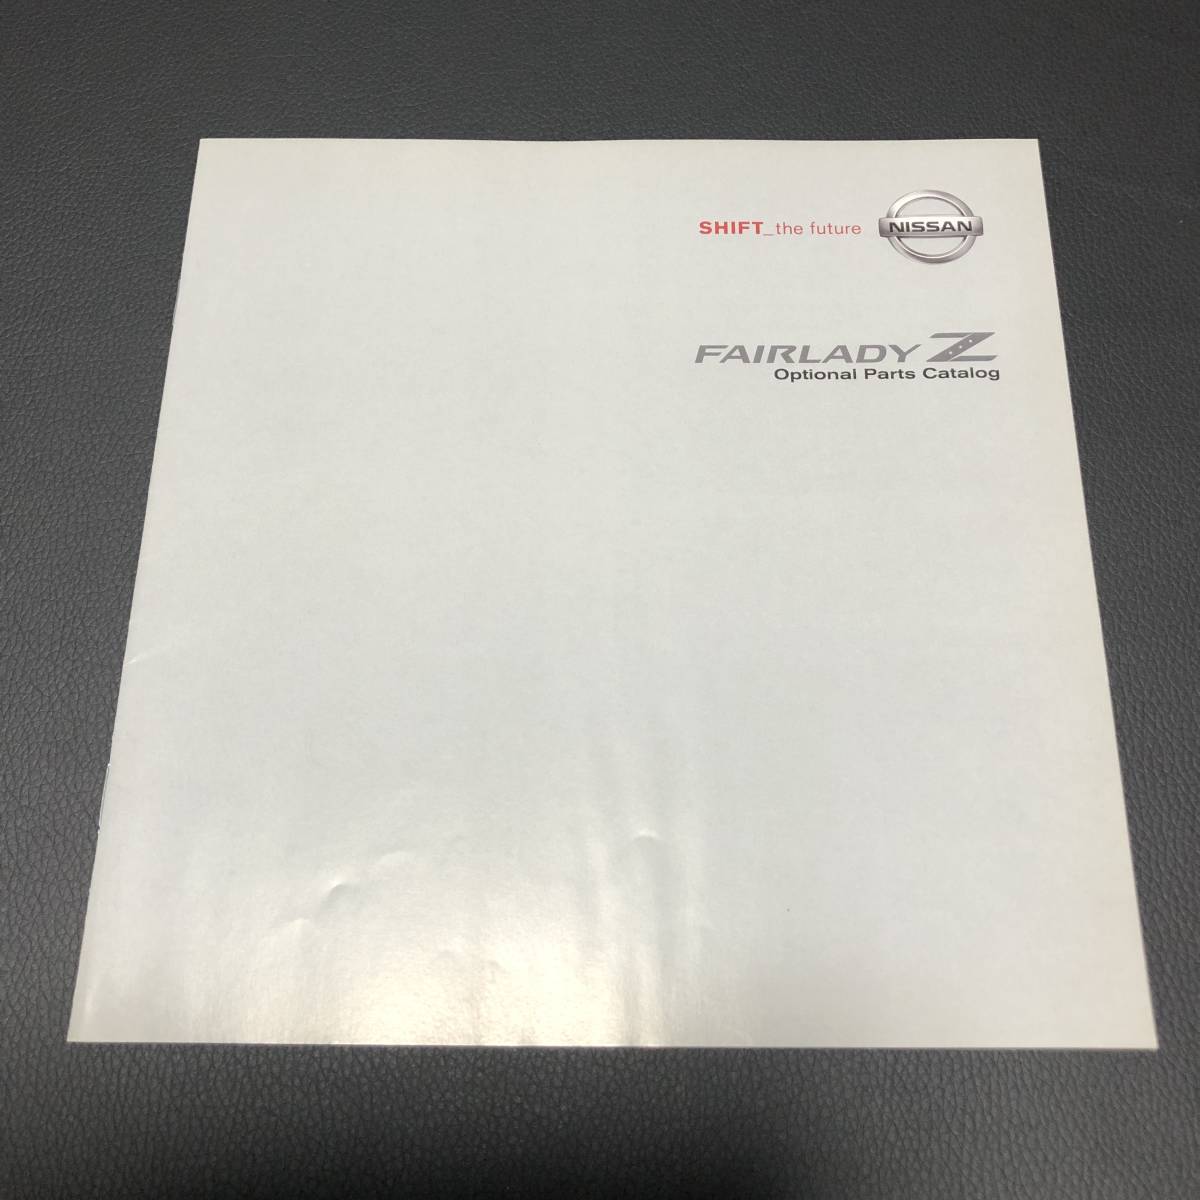 SHIFT_the future NISSAN
FAIRLADY Z
Optional Parts Catalog